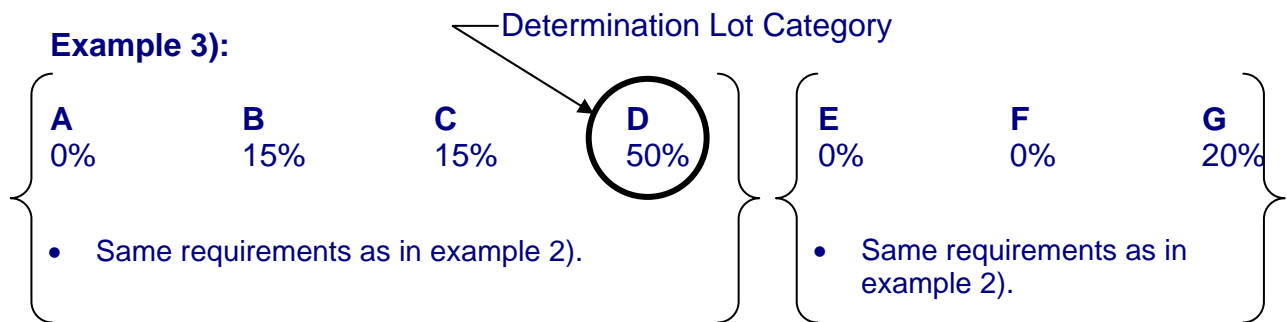 Determination Lot Category
Example 3):
A B C D E F G
0% 15% 15% 50% 0% 0% 20%
• Same requirements as in example 2).
• Same requirements as in
example 2).